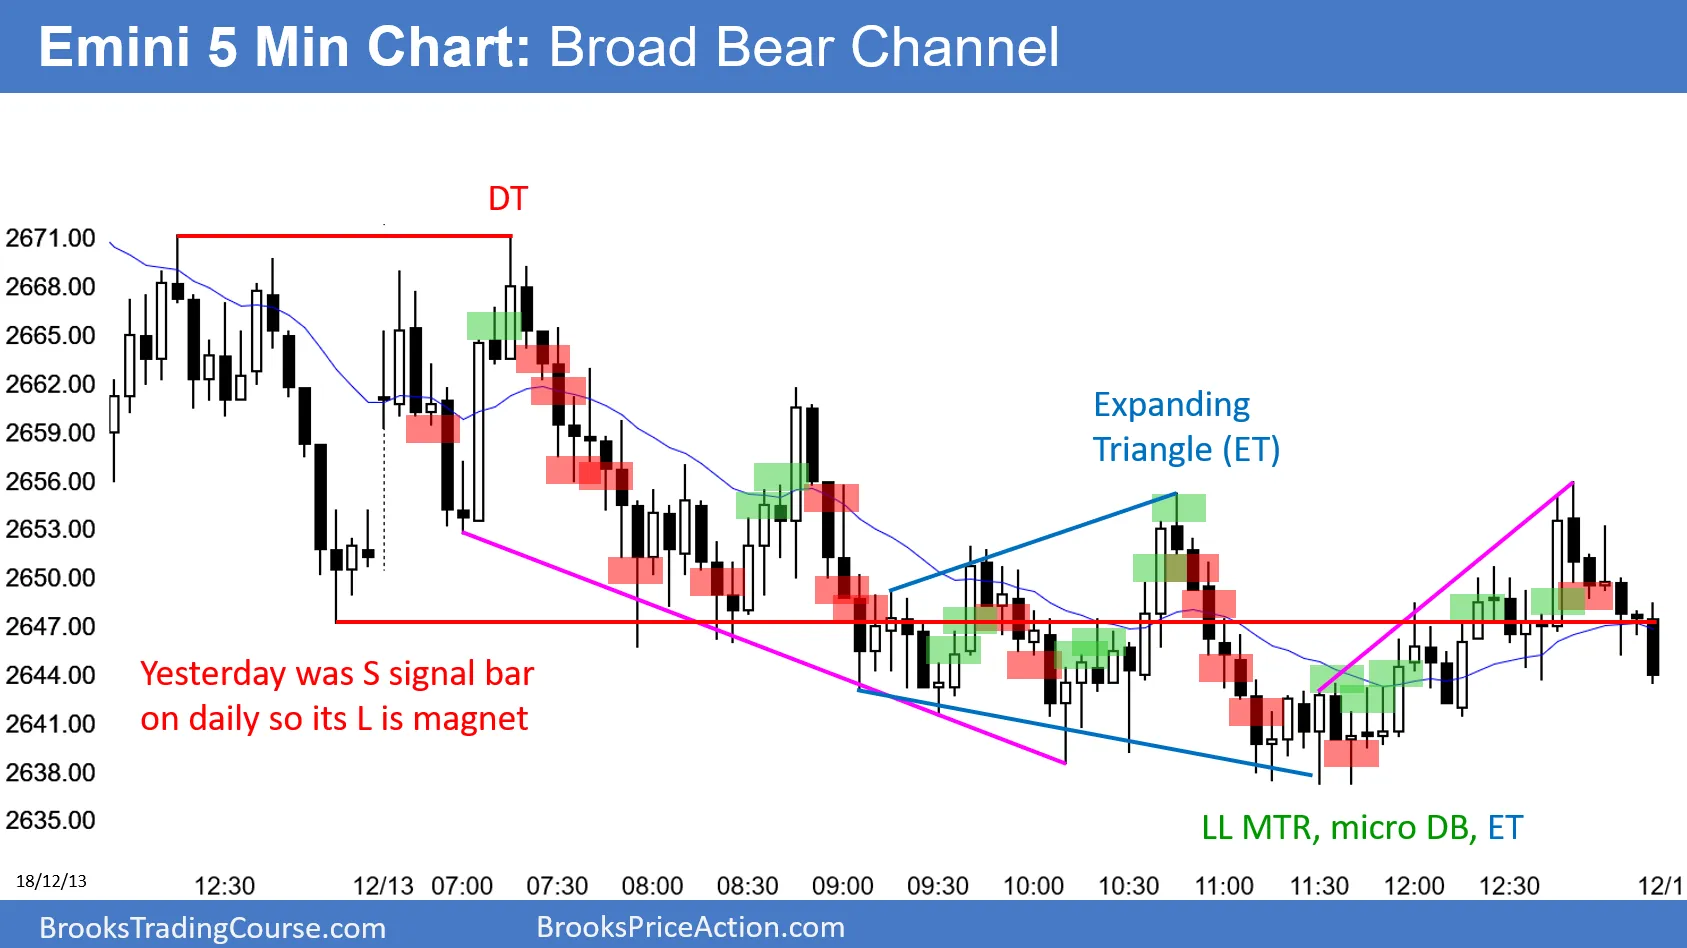 Emini 5 Min Chart: Broad Bear Channel
DT
2671.00
2668.00
2665.00
2662.00
2659.00
2656.00
2653.00
2650.00
2647.00
2644.00
2641.00
2638.00
2635.00
Expanding
Triangle (ET)
Yesterday was S signal bar
on daily so its L is magnet
LL MTR, micro DB, ET
18/12/13
12:30 12/13 07:00 07:30 08:00 08:30 09:00 09:30 10:00 10:30 11:00 11:30 12:00 12:30 12/1
BrooksTradingCourse.com BrooksPriceAction.com